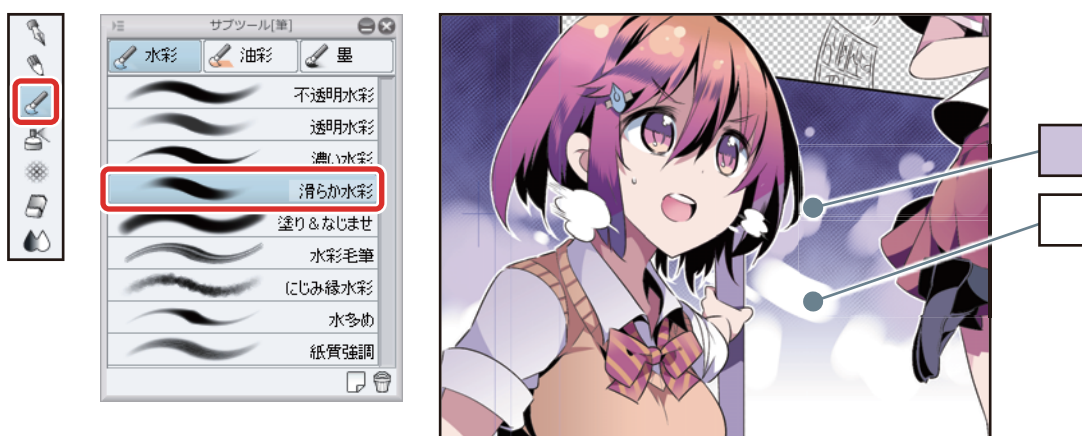 サブツール[筆]
水彩
油彩
墨
不透明水彩
透明水彩
濃い水彩
滑らか水彩
塗り&なじませ
水彩毛筆
にじみ縁水彩
水多め
紙質強調